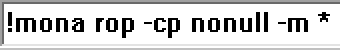 !mona rop -cp nonull -m *